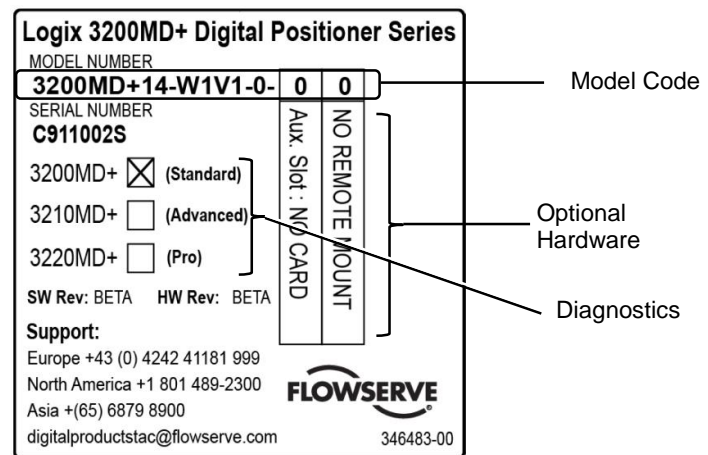 Logix 3200MD+ Digital Positioner Series
MODEL NUMBER
3200MD+14-W1V1-0- 0 0
Model Code
SERIAL NUMBER
C911002S
3200MD+ (Standard)
3210MD+ (Advanced)
3220MD+ (Pro)
Aux. Slot : NO CARD
NO REMOTE MOUNT
Optional
Hardware
Diagnostics
SW Rev: BETA HW Rev: BETA
Support:
Europe +43 (0) 4242 41181 999
North America +1 801 489-2300
Asia +(65) 6879 8900
digitalproductstac@flowserve.com
FLOWSERVE
346483-00